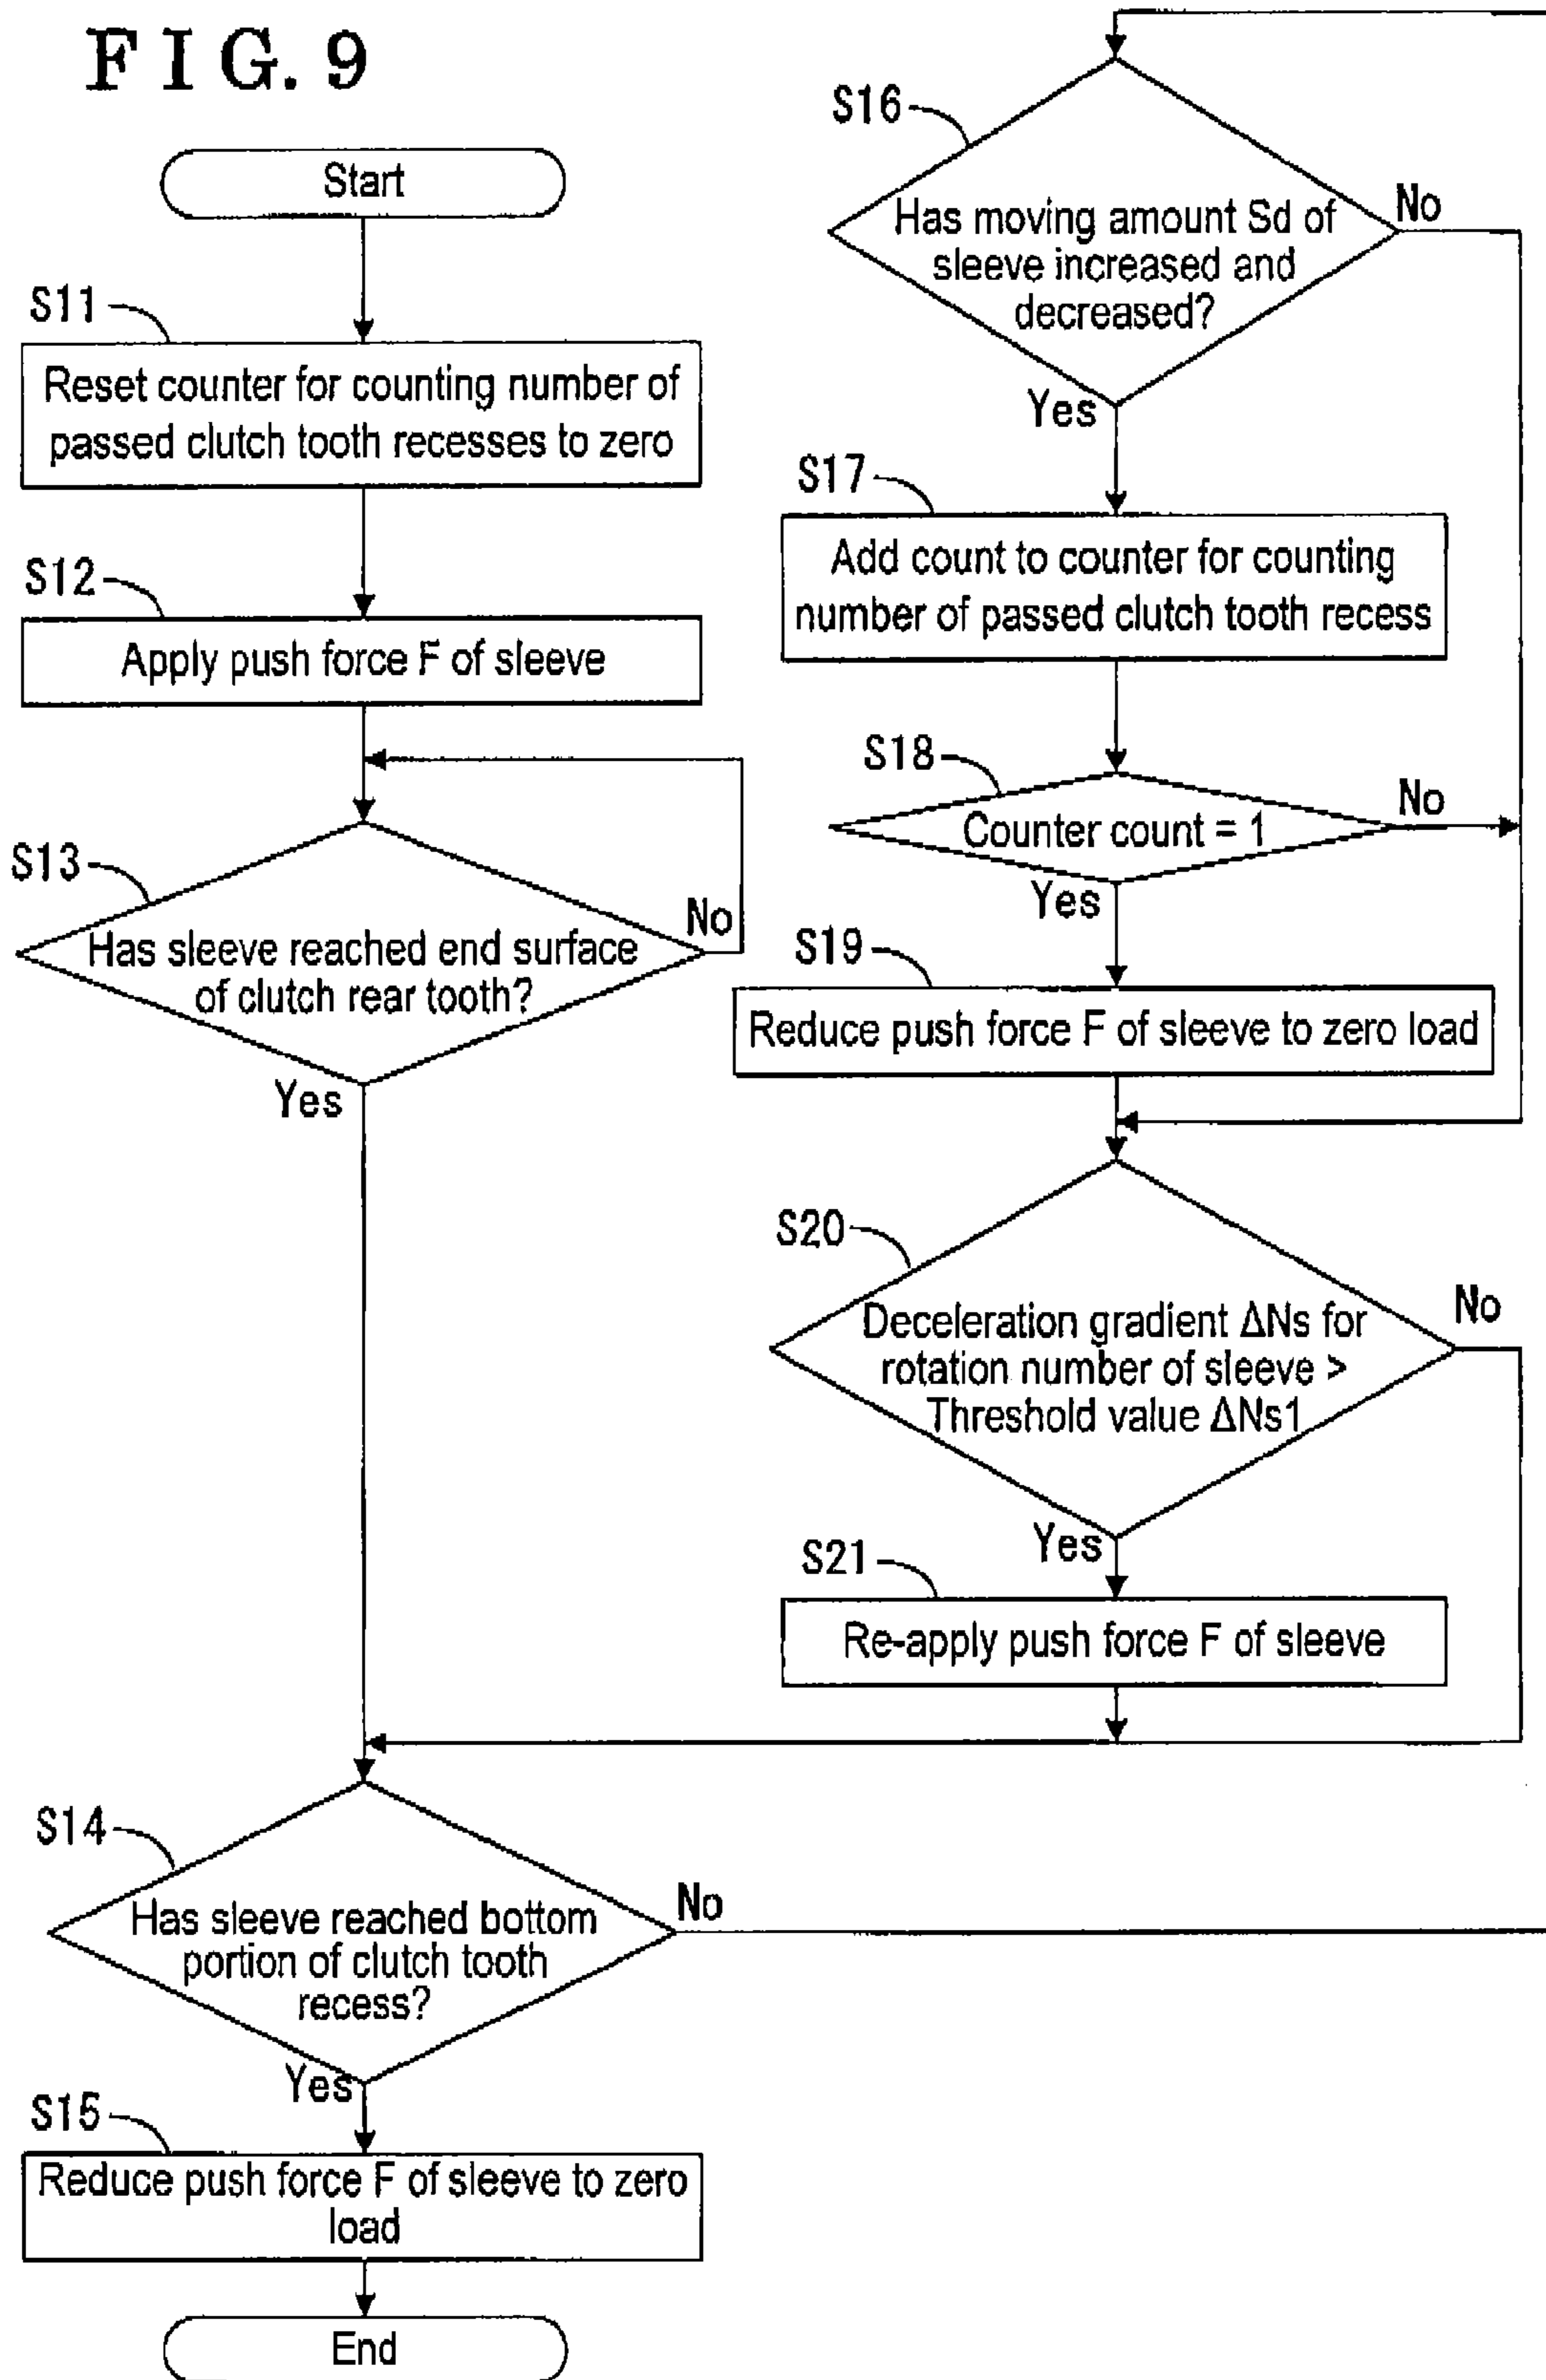 FIG. 9
Start
S11
Reset counter for counting number of
passed clutch tooth recesses to zero
S12
Apply push force F of sleeve
S13
Has sleeve reached end surface
of clutch rear tooth?
No
Yes
S14
Has sleeve reached bottom
portion of clutch tooth
recess?
No
Yes
S15
Reduce push force F of sleeve to zero
load
End
S16
Has moving amount Sd of
sleeve increased and
decreased?
No
Yes
S17
Add count to counter for counting
number of passed clutch tooth recess
S18
Counter count = 1
No
Yes
S19
Reduce push force F of sleeve to zero load
S20
Deceleration gradient ΔNs for
rotation number of sleeve >
Threshold value ΔNs1
No
Yes
S21
Re-apply push force F of sleeve